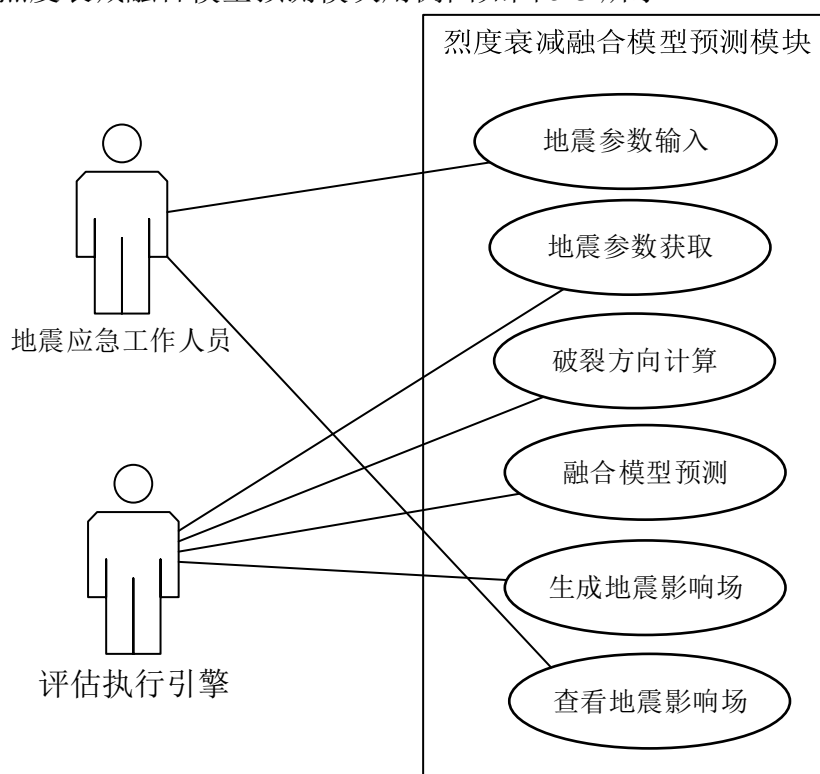 烈度衰减融合模型预测模块
地震参数输入
地震参数获取
地震应急工作人员
破裂方向计算
融合模型预测
生成地震影响场
评估执行引擎
查看地震影响场